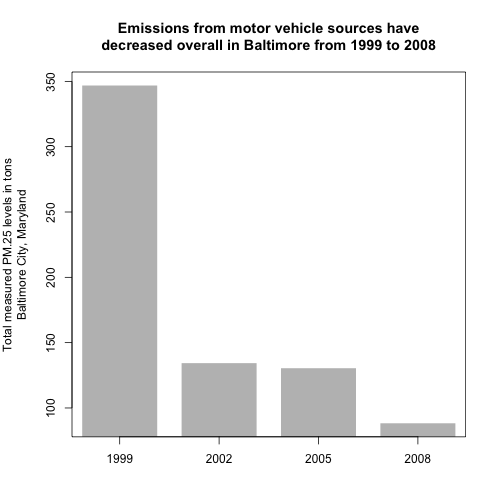 Emissions from motor vehicle sources have
decreased overall in Baltimore from 1999 to 2008
Total measured PM.25 levels in tons
Baltimore City, Maryland
350
300
250
200
150
100
1999
2002
2005
2008